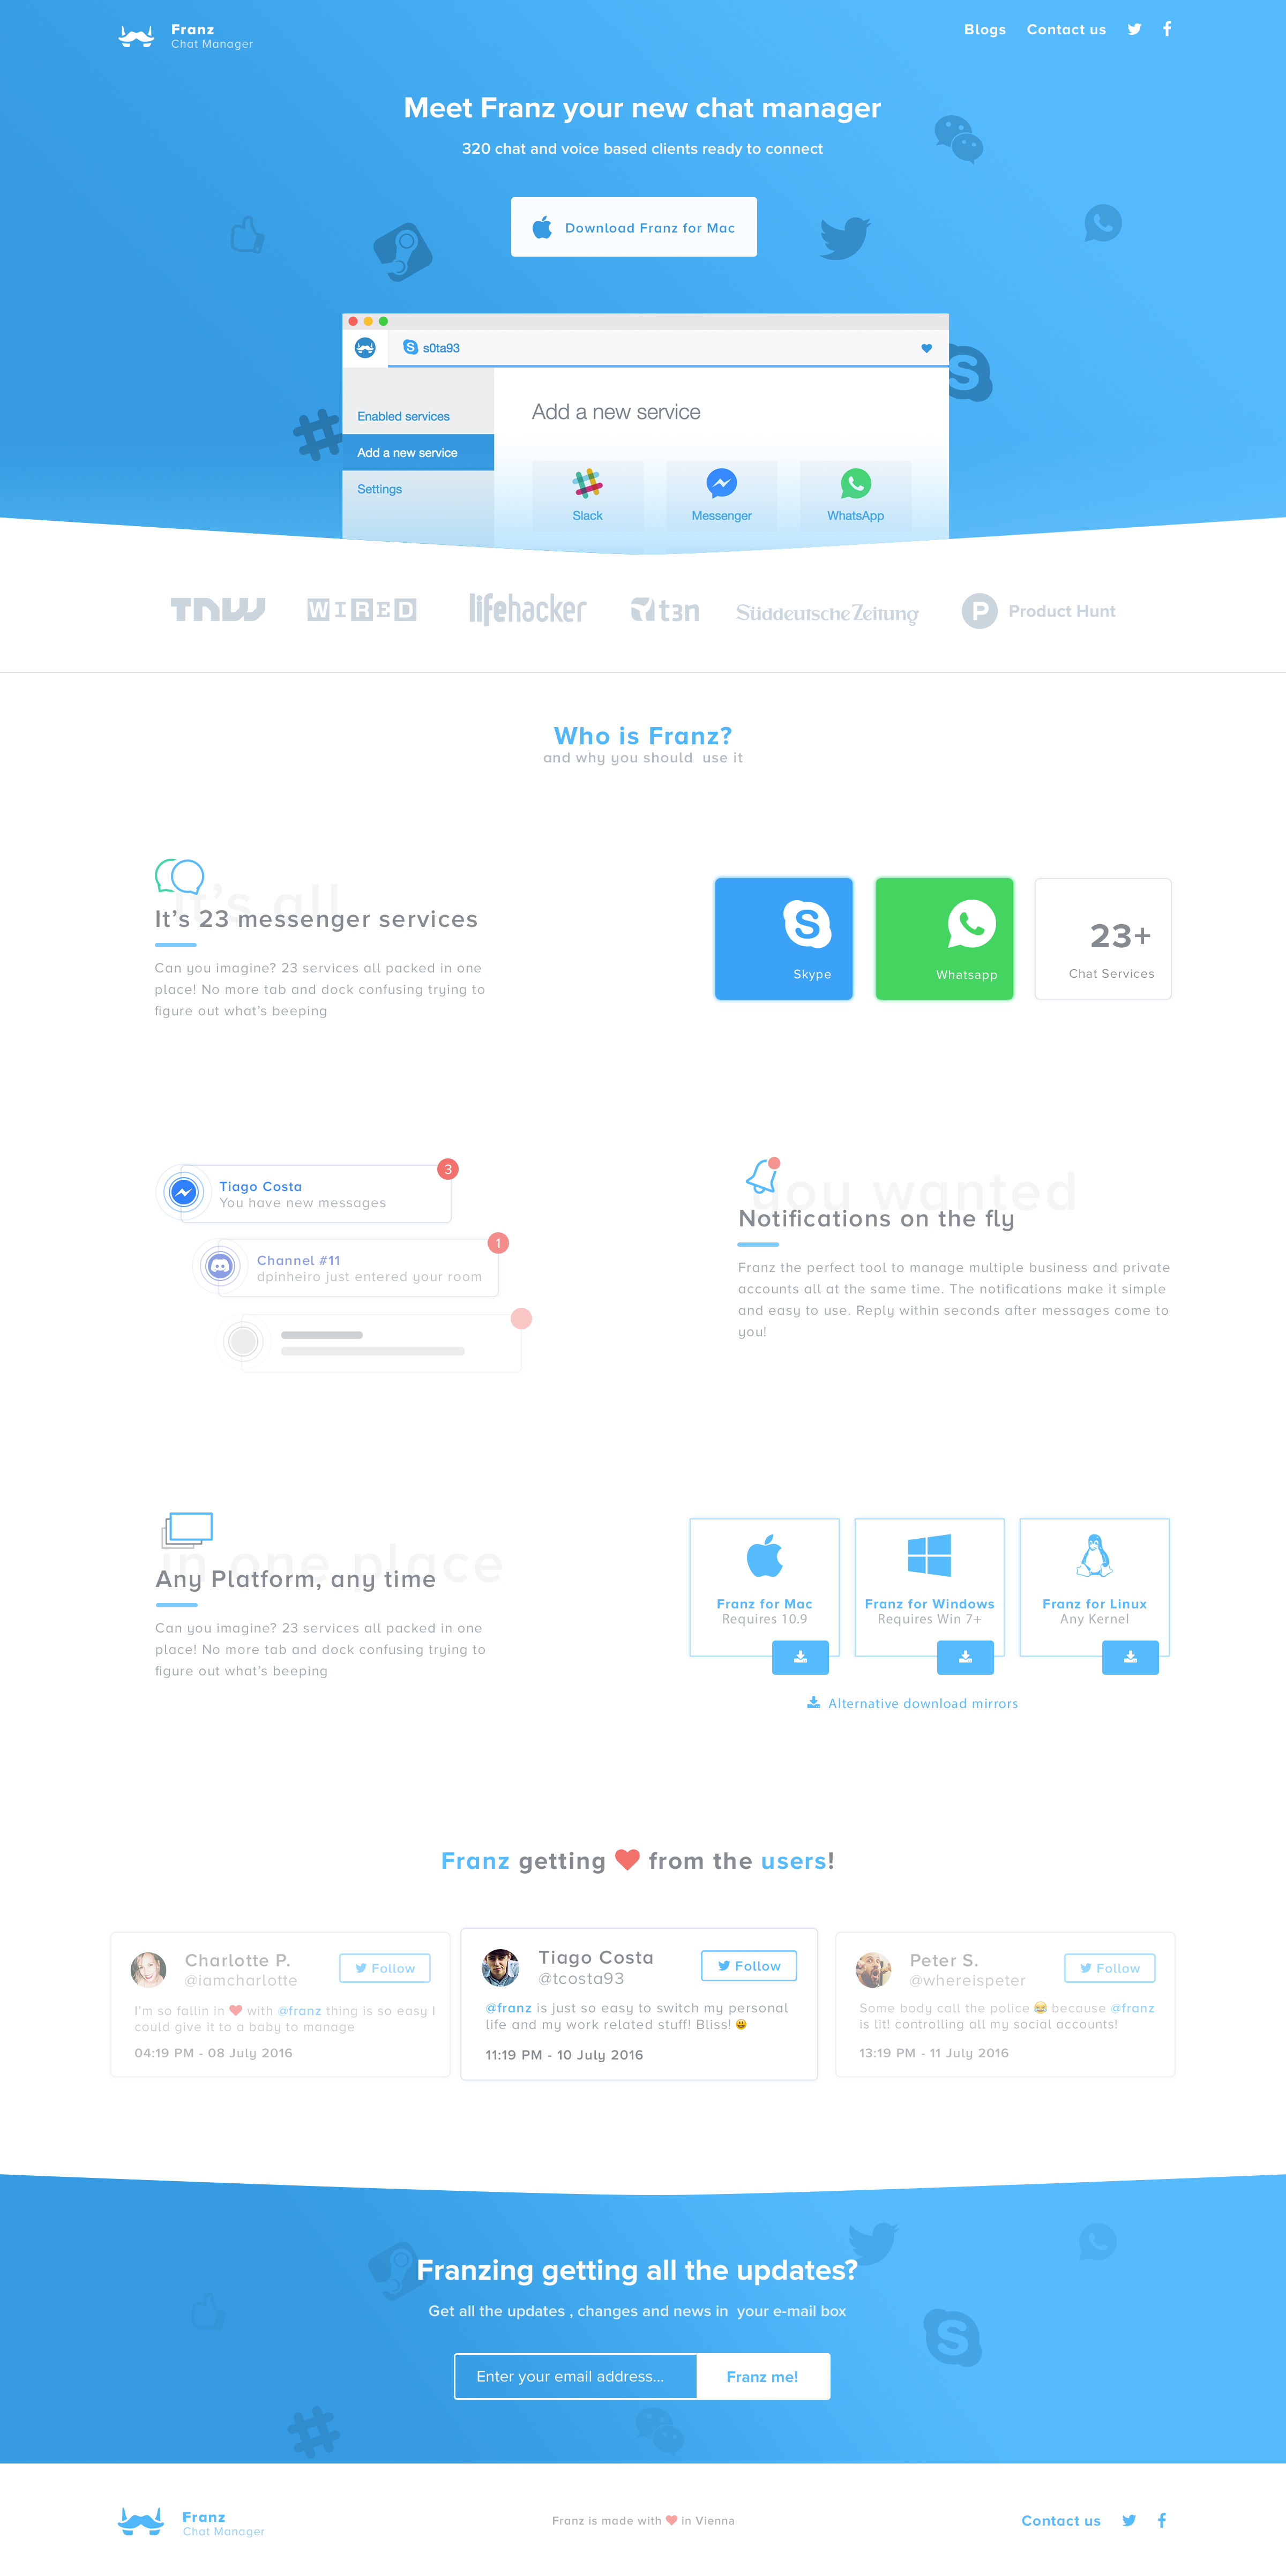 Franz
Chat Manager
Blogs
Contact us
Meet Franz your new chat manager
320 chat and voice based clients ready to connect
Download Franz for Mac
s0ta93
Enabled services
Add a new service
Settings
Add a new service
Slack
Messenger
WhatsApp
TNW
WIRED
lifehacker
t3n
Süddeutsche Zeitung
Product Hunt
Who is Franz?
and why you should  use it
it's all
It's 23 messenger services
Can you imagine? 23 services all packed in one
place! No more tab and dock confusing trying to
figure out what's beeping
Skype
Whatsapp
23+
Chat Services
3
Tiago Costa
You have new messages
1
Channel #11
dpinheiro just entered your room
you wanted
Notifications on the fly
Franz the perfect tool to manage multiple business and private
accounts all at the same time. The notifications make it simple
and easy to use. Reply within seconds after messages come to
you!
in one place
Any Platform, any time
Can you imagine? 23 services all packed in one
place! No more tab and dock confusing trying to
figure out what's beeping
Franz for Mac
Requires 10.9
Franz for Windows
Requires Win 7+
Franz for Linux
Any Kernel
Alternative download mirrors
Franz getting ❤ from the users!
Charlotte P.
@iamcharlotte
Follow
I'm so fallin in ❤ with @franz thing is so easy I
could give it to a baby to manage
04:19 PM - 08 July 2016
Tiago Costa
@tcosta93
Follow
@franz is just so easy to switch my personal
life and my work related stuff! Bliss! 😃
11:19 PM - 10 July 2016
Peter S.
@whereispeter
Follow
Some body call the police 😂 because @franz
is lit! controlling all my social accounts!
13:19 PM - 11 July 2016
Franzing getting all the updates?
Get all the updates , changes and news in  your e-mail box
Enter your email address...
Franz me!
Franz
Chat Manager
Franz is made with ❤ in Vienna
Contact us